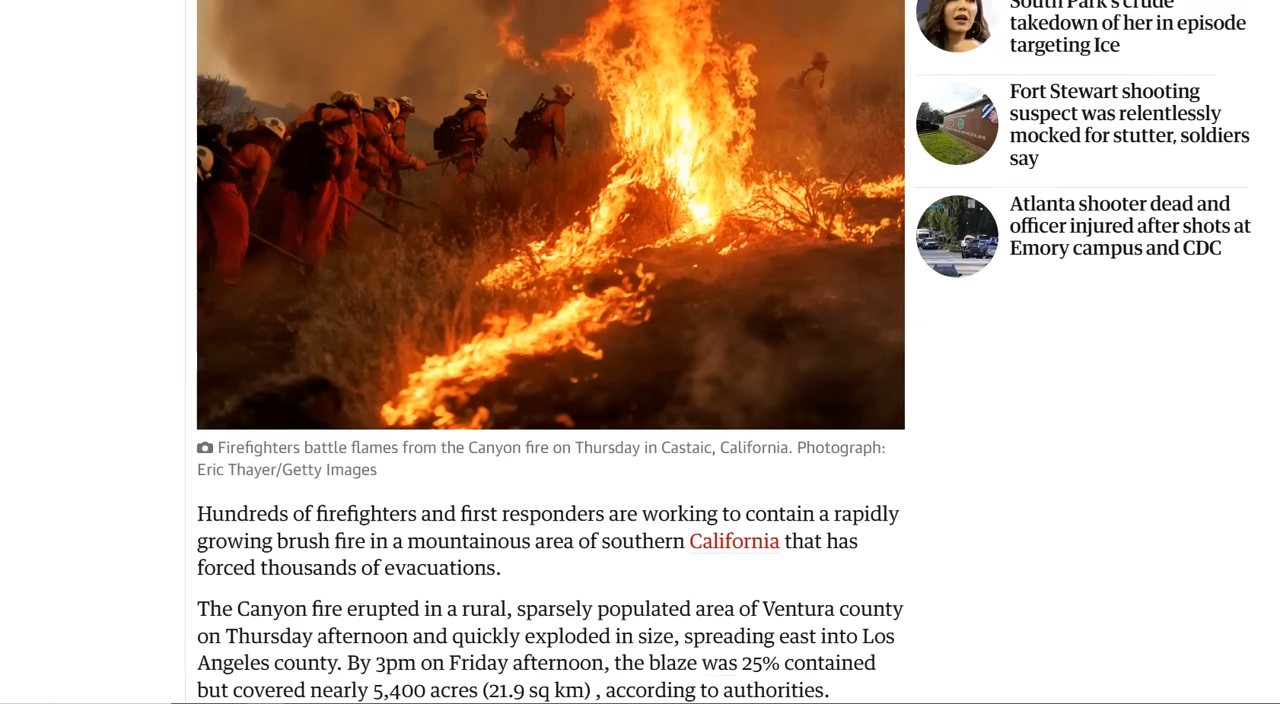 Firefighters battle flames from the Canyon fire on Thursday in Castaic, California. Photograph:
Eric Thayer/Getty Images
Hundreds of firefighters and first responders are working to contain a rapidly
growing brush fire in a mountainous area of southern California that has
forced thousands of evacuations.
The Canyon fire erupted in a rural, sparsely populated area of Ventura county
on Thursday afternoon and quickly exploded in size, spreading east into Los
Angeles county. By 3pm on Friday afternoon, the blaze was 25% contained
but covered nearly 5,400 acres (21.9 sq km) , according to authorities.
South Park's crude
takedown of her in episode
targeting Ice
Fort Stewart shooting
suspect was relentlessly
mocked for stutter, soldiers
say
Atlanta shooter dead and
officer injured after shots at
Emory campus and CDC